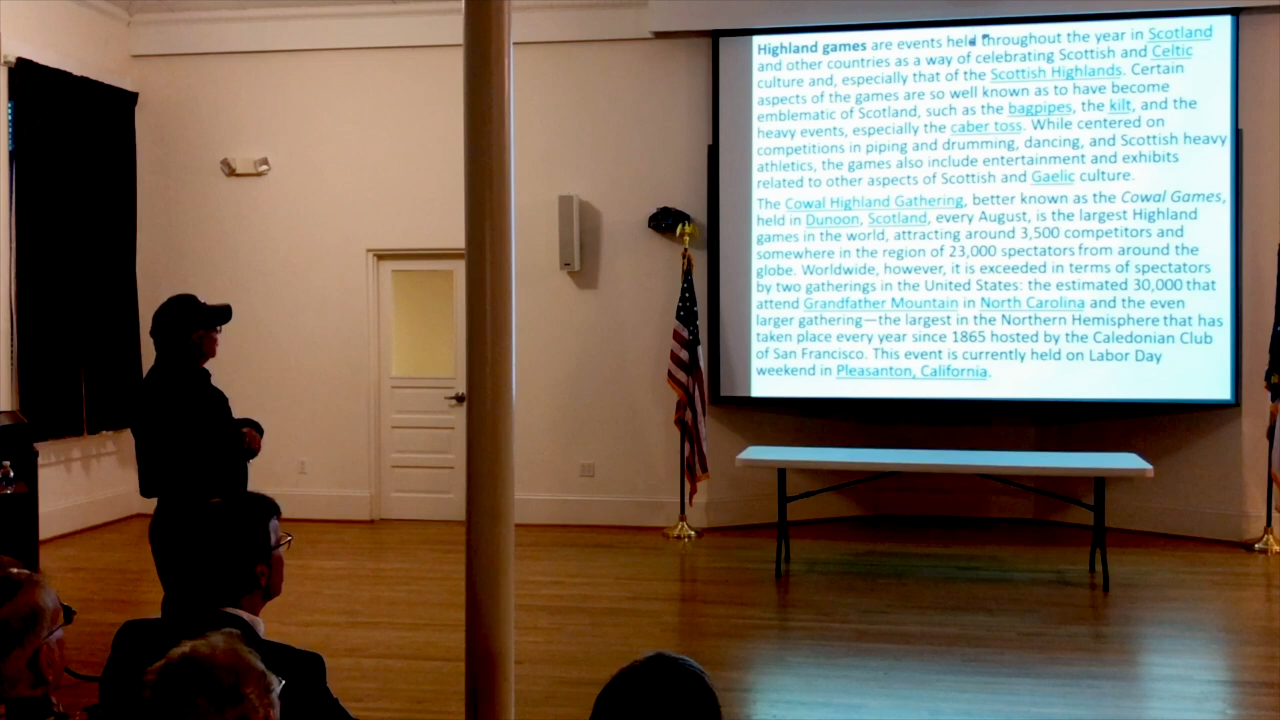 Highland games are events held throughout the year in Scotland
and other countries as a way of celebrating Scottish and Celtic
culture and, especially that of the Scottish Highlands. Certain
aspects of the games are so well known as to have become
emblematic of Scotland, such as the bagpipes, the kilt, and the
heavy events, especially the caber toss. While centered on
competitions in piping and drumming, dancing, and Scottish heavy
athletics, the games also include entertainment and exhibits
related to other aspects of Scottish and Gaelic culture.
The Cowal Highland Gathering, better known as the Cowal Games,
held in Dunoon, Scotland, every August, is the largest Highland
games in the world, attracting around 3,500 competitors and
somewhere in the region of 23,000 spectators from around the
globe. Worldwide, however, it is exceeded in terms of spectators
by two gatherings in the United States: the estimated 30,000 that
attend Grandfather Mountain in North Carolina and the even
larger gathering—the largest in the Northern Hemisphere that has
taken place every year since 1865 hosted by the Caledonian Club
of San Francisco. This event is currently held on Labor Day
weekend in Pleasanton, California.